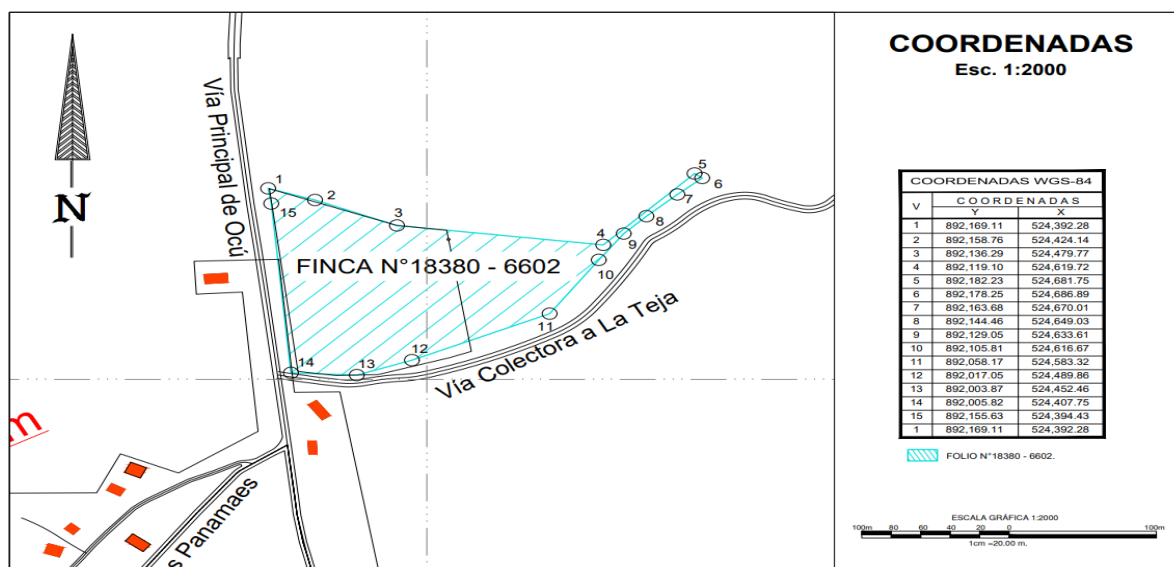 COORDENADAS
Esc. 1:2000
N
Vía Principal de Ocú
1
2
15
3
4
5
6
7
8
9
10
11
12
13
14
FINCA N°18380 - 6602
Vía Colectora a La Teja
m
s Panamaes
COORDENADAS WGS-84
V COORDENADAS
Y X
1 892,169.11 524,392.28
2 892,158.76 524,424.14
3 892,136.29 524,479.77
4 892,119.10 524,619.72
5 892,182.23 524,681.75
6 892,178.25 524,686.89
7 892,163.68 524,670.01
8 892,144.46 524,649.03
9 892,129.05 524,633.61
10 892,105.81 524,616.67
11 892,058.17 524,583.32
12 892,017.05 524,489.86
13 892,003.87 524,452.46
14 892,005.82 524,407.75
15 892,155.63 524,394.43
1 892,169.11 524,392.28
FOLIO N°18380 - 6602.
ESCALA GRÁFICA 1:2000
100m 80 60 40 20 0 100m
1cm =20.00 m.